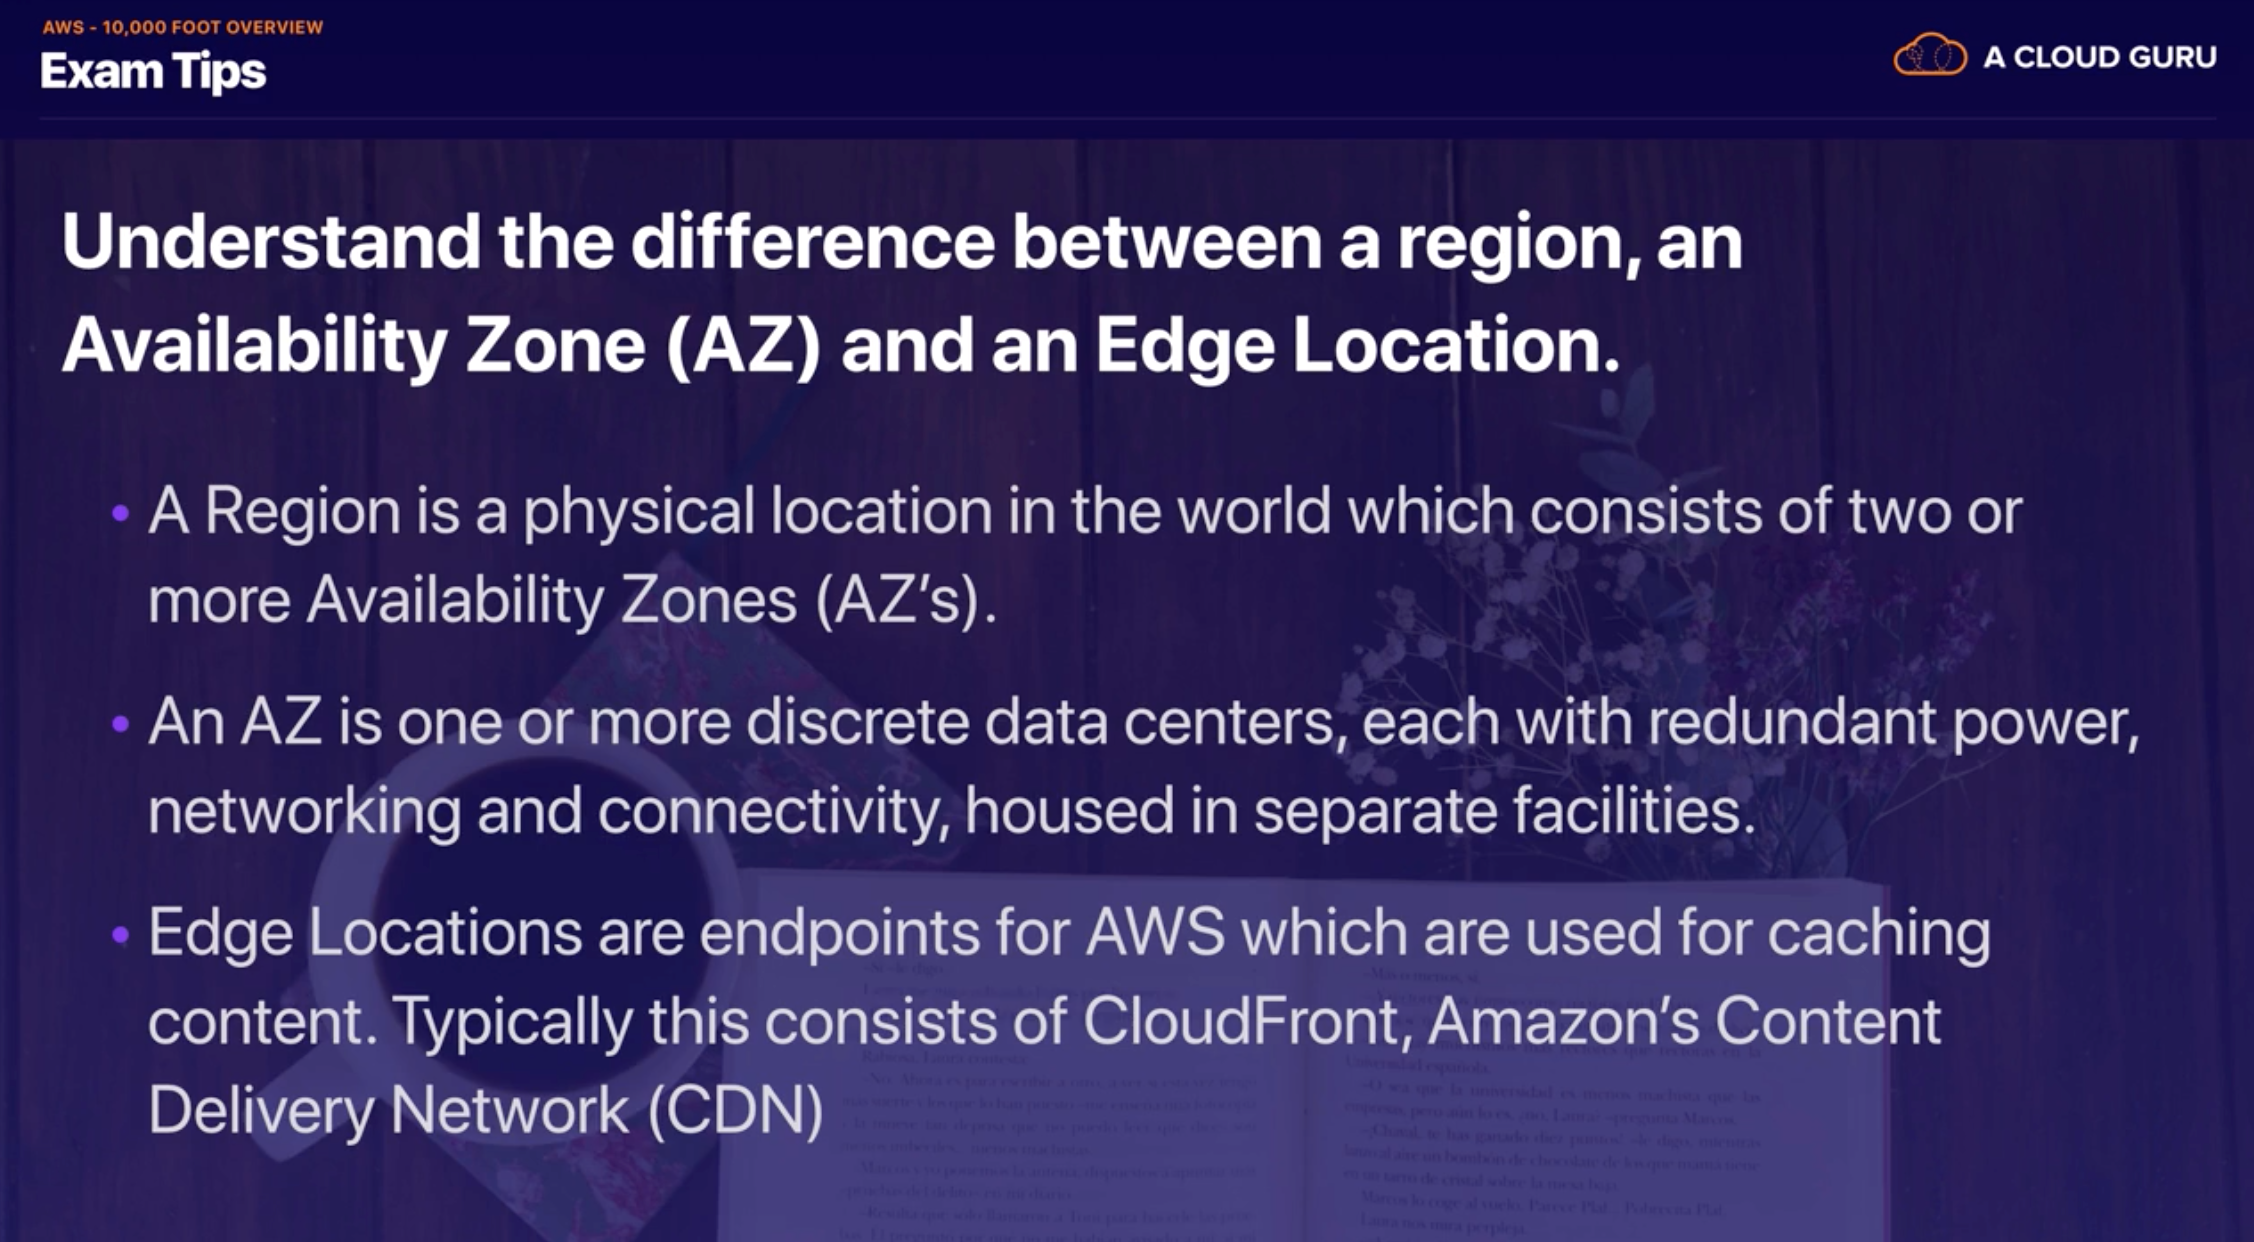 AWS - 10,000 FOOT OVERVIEW
Exam Tips
A CLOUD GURU
Understand the difference between a region, an
Availability Zone (AZ) and an Edge Location.
• A Region is a physical location in the world which consists of two or
more Availability Zones (AZ’s).
• An AZ is one or more discrete data centers, each with redundant power,
networking and connectivity, housed in separate facilities.
• Edge Locations are endpoints for AWS which are used for caching
content. Typically this consists of CloudFront, Amazon’s Content
Delivery Network (CDN)